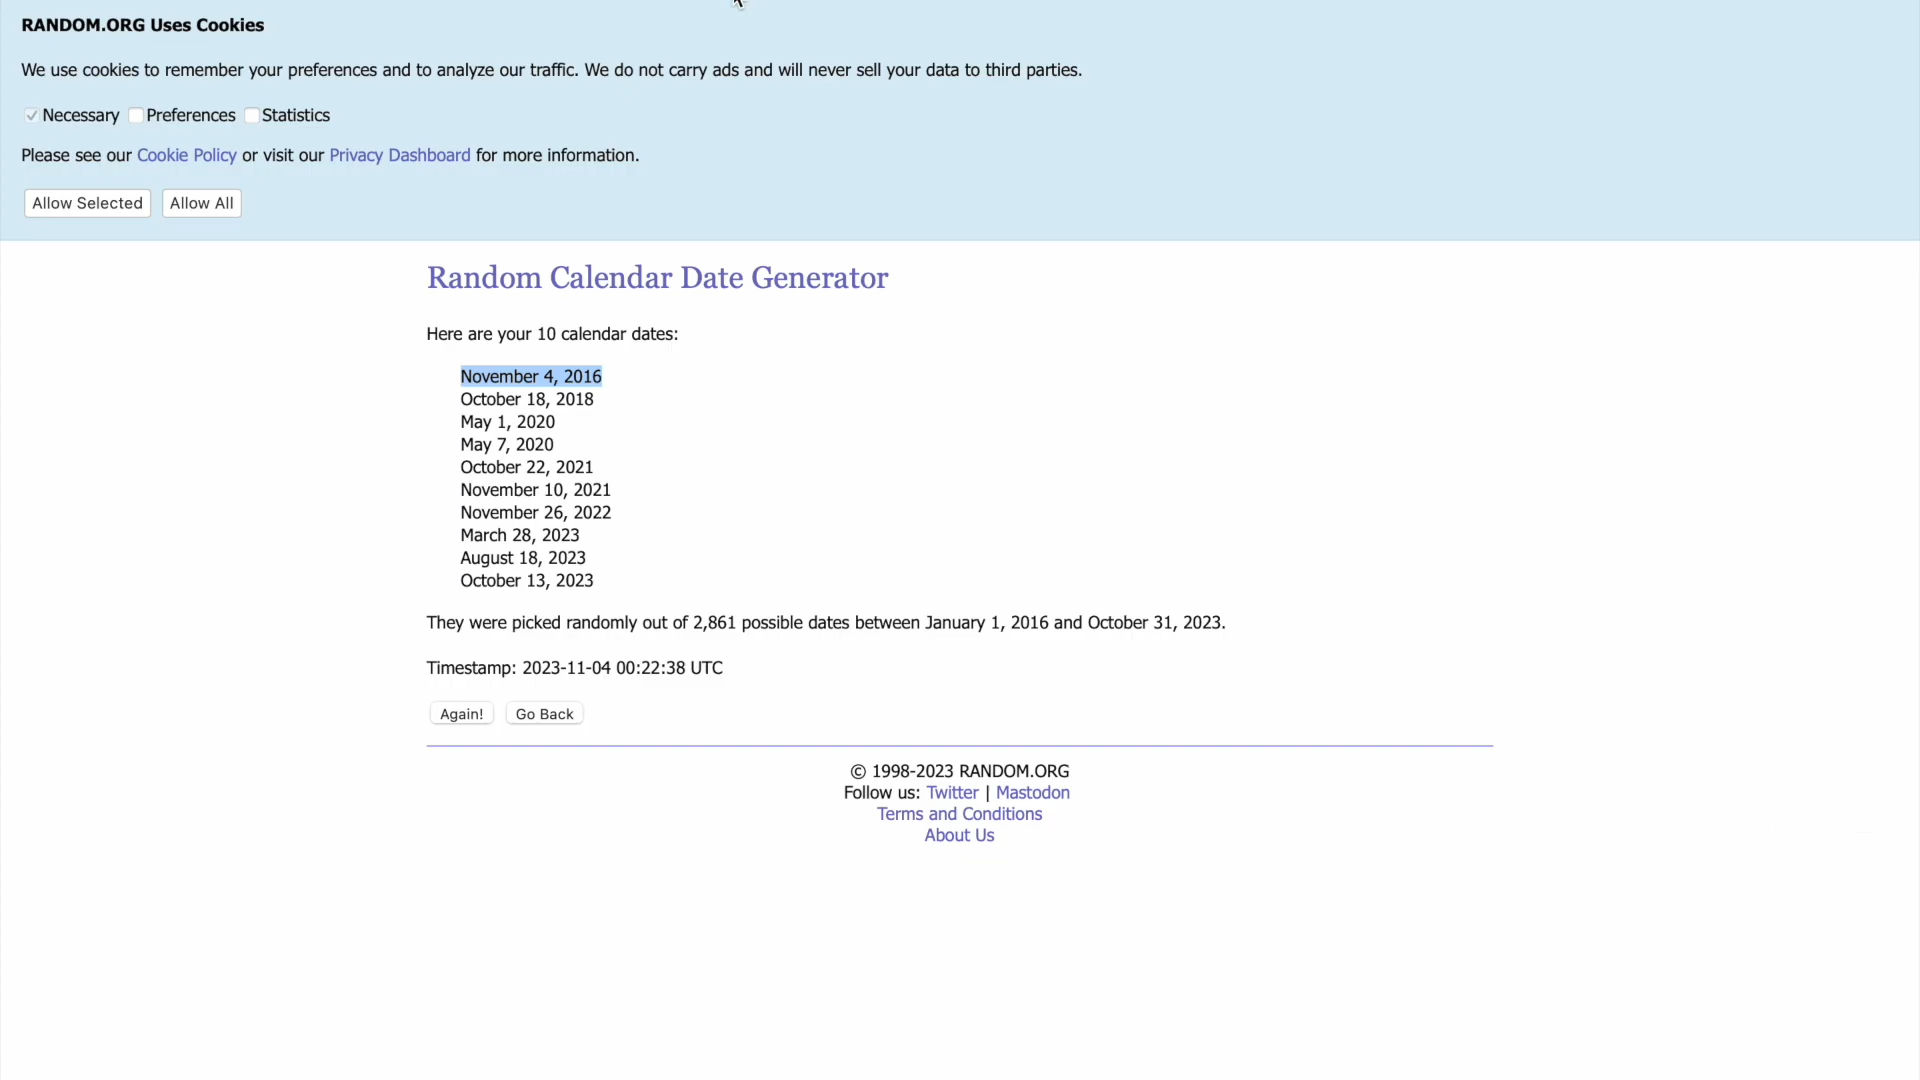 RANDOM.ORG Uses Cookies
We use cookies to remember your preferences and to analyze our traffic. We do not carry ads and will never sell your data to third parties.
Necessary Preferences Statistics
Please see our Cookie Policy or visit our Privacy Dashboard for more information.
Allow Selected Allow All
Random Calendar Date Generator
Here are your 10 calendar dates:
November 4, 2016
October 18, 2018
May 1, 2020
May 7, 2020
October 22, 2021
November 10, 2021
November 26, 2022
March 28, 2023
August 18, 2023
October 13, 2023
They were picked randomly out of 2,861 possible dates between January 1, 2016 and October 31, 2023.
Timestamp: 2023-11-04 00:22:38 UTC
Again! Go Back
© 1998-2023 RANDOM.ORG
Follow us: Twitter | Mastodon
Terms and Conditions
About Us